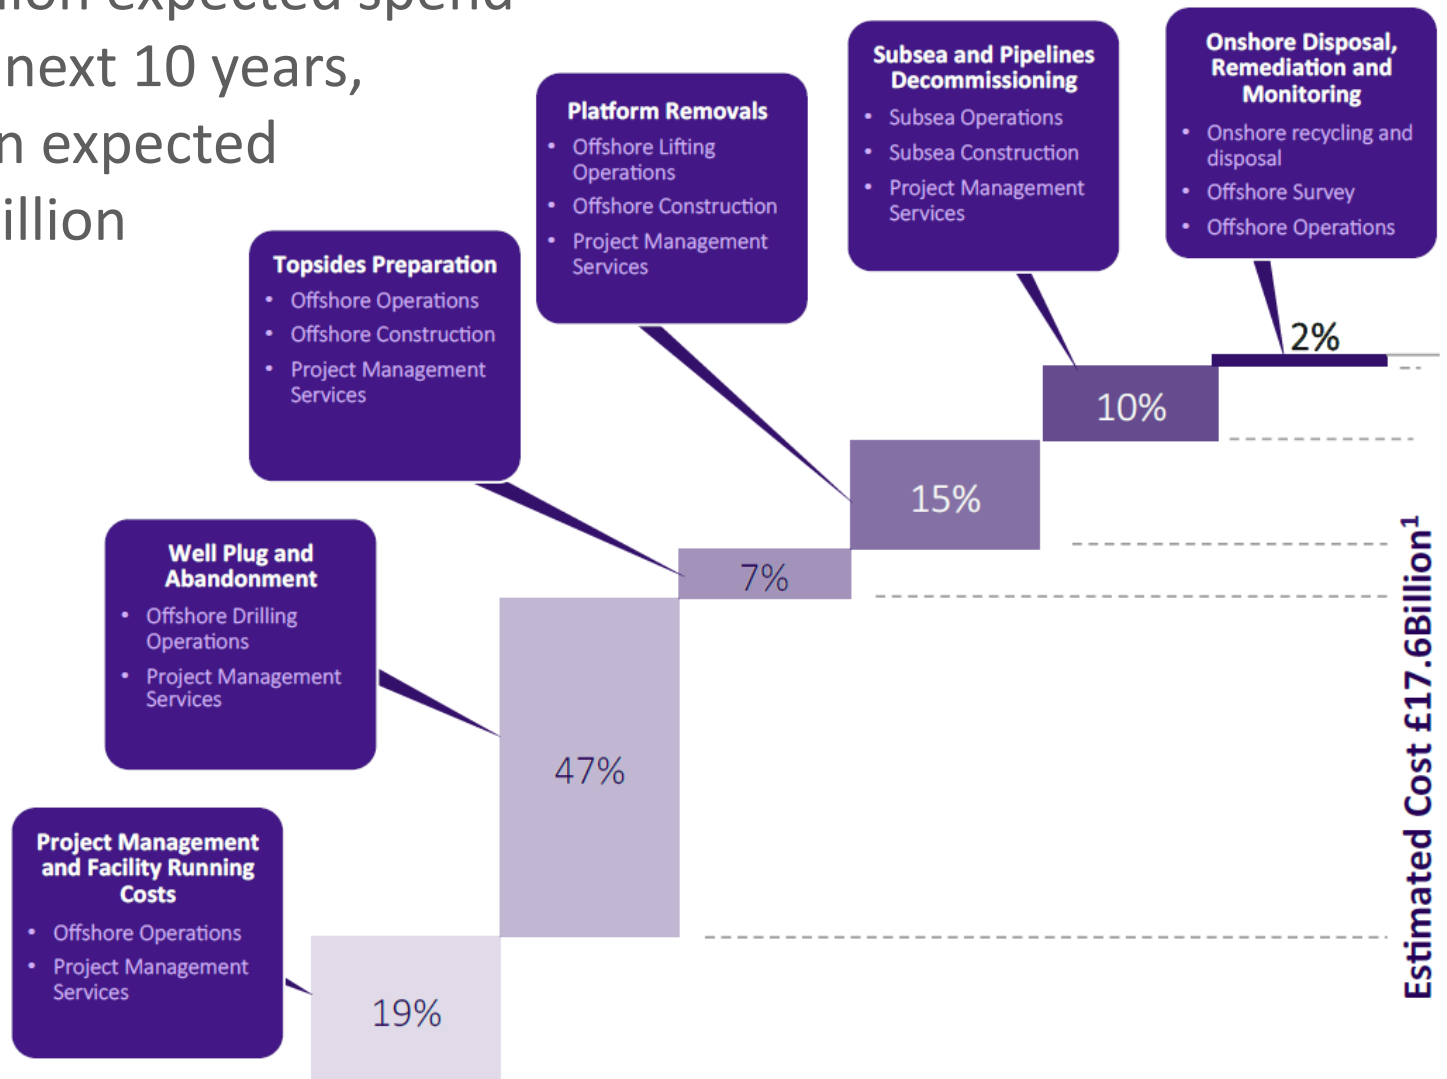 expected spend
next 10 years,
expected
Onshore Disposal,
Remediation and
Monitoring
• Onshore recycling and
disposal
• Offshore Survey
• Offshore Operations
Subsea and Pipelines
Decommissioning
• Subsea Operations
• Subsea Construction
• Project Management
Services
Platform Removals
• Offshore Lifting
Operations
• Offshore Construction
• Project Management
Services
Topsides Preparation
• Offshore Operations
• Offshore Construction
• Project Management
Services
Well Plug and
Abandonment
• Offshore Drilling
Operations
• Project Management
Services
Project Management
and Facility Running
Costs
• Offshore Operations
• Project Management
Services
2%
10%
15%
7%
47%
19%
Estimated Cost £17.6Billion¹